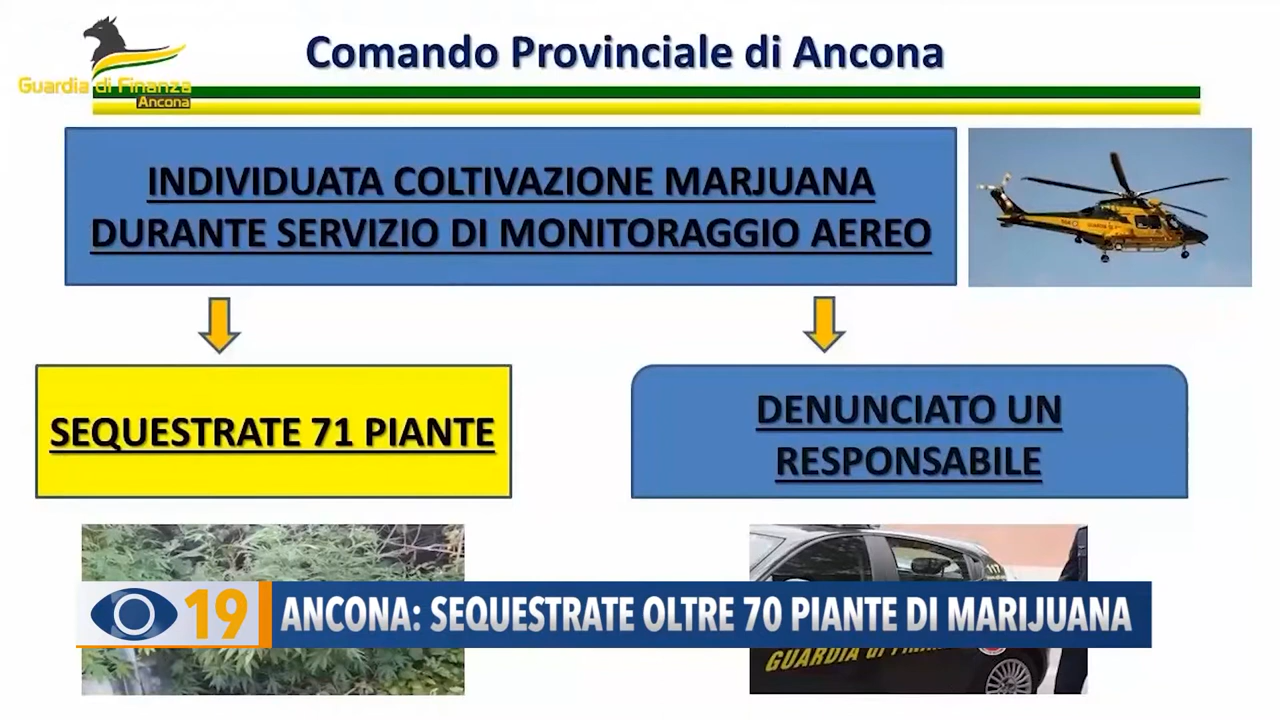 Comando Provinciale di Ancona
Guardia di Finanza
Ancona
INDIVIDUATA COLTIVAZIONE MARJUANA
DURANTE SERVIZIO DI MONITORAGGIO AEREO
SEQUESTRATE 71 PIANTE
DENUNCIATO UN
RESPONSABILE
117
19
ANCONA: SEQUESTRATE OLTRE 70 PIANTE DI MARIJUANA
GUARDIA di